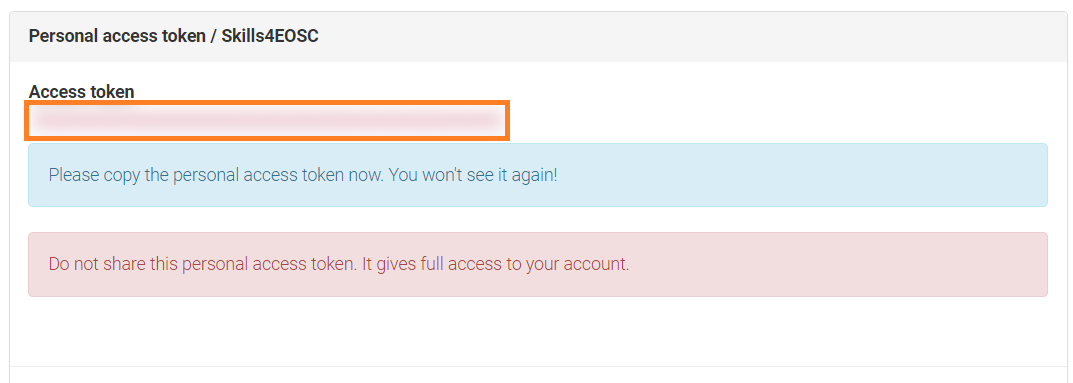 Personal access token / Skills4EOSC
Access token
Please copy the personal access token now. You won't see it again!
Do not share this personal access token. It gives full access to your account.